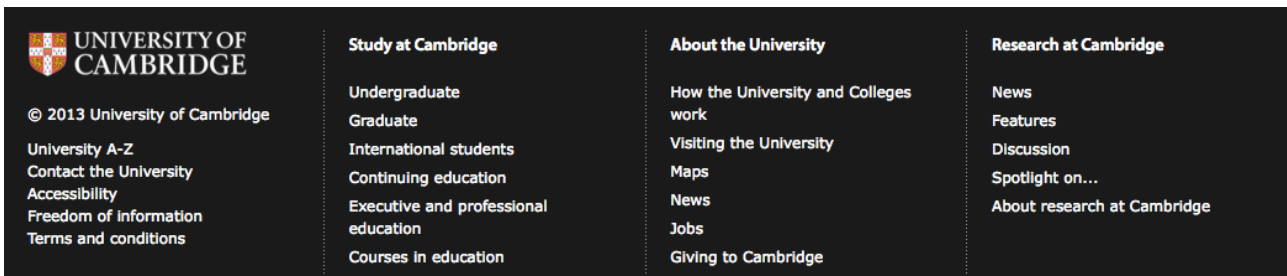 UNIVERSITY OF
CAMBRIDGE
© 2013 University of Cambridge
University A-Z
Contact the University
Accessibility
Freedom of information
Terms and conditions
Study at Cambridge
Undergraduate
Graduate
International students
Continuing education
Executive and professional
education
Courses in education
About the University
How the University and Colleges
work
Visiting the University
Maps
News
Jobs
Giving to Cambridge
Research at Cambridge
News
Features
Discussion
Spotlight on...
About research at Cambridge